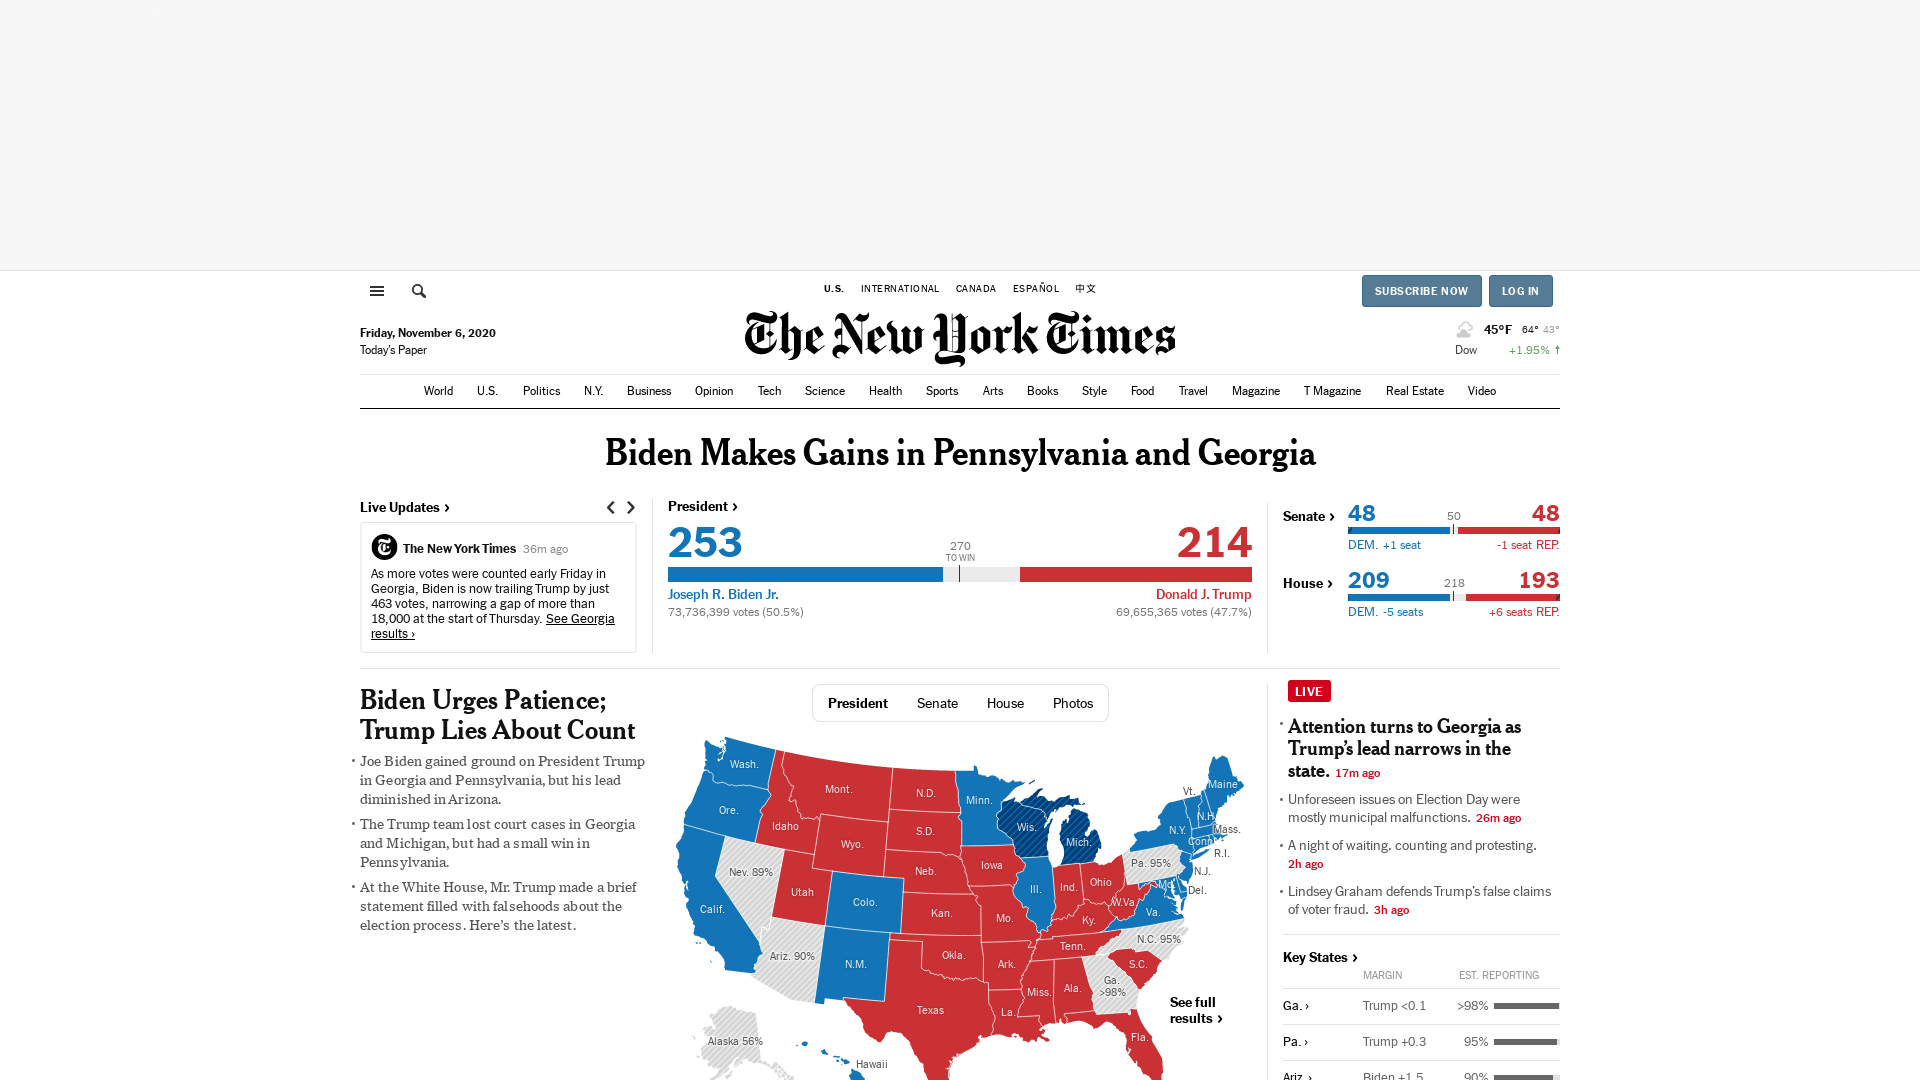 U.S. INTERNATIONAL CANADA ESPAÑOL 中文
SUBSCRIBE NOW LOG IN
Friday, November 6, 2020
Today's Paper
The New York Times
45°F 64° 43°
Dow +1.95% ↑
World U.S. Politics N.Y. Business Opinion Tech Science Health Sports Arts Books Style Food Travel Magazine T Magazine Real Estate Video
Biden Makes Gains in Pennsylvania and Georgia
Live Updates ›
The New York Times 36m ago
As more votes were counted early Friday in
Georgia, Biden is now trailing Trump by just
463 votes, narrowing a gap of more than
18,000 at the start of Thursday. See Georgia
results ›
President ›
253 270 TO WIN 214
Joseph R. Biden Jr. Donald J. Trump
73,736,399 votes (50.5%) 69,655,365 votes (47.7%)
Senate › 48 50 48
DEM. +1 seat -1 seat REP.
House › 209 218 193
DEM. -5 seats +6 seats REP.
Biden Urges Patience;
Trump Lies About Count
• Joe Biden gained ground on President Trump
in Georgia and Pennsylvania, but his lead
diminished in Arizona.
• The Trump team lost court cases in Georgia
and Michigan, but had a small win in
Pennsylvania.
• At the White House, Mr. Trump made a brief
statement filled with falsehoods about the
election process. Here's the latest.
President Senate House Photos
Wash.
Mont.
N.D.
Minn.
Vt.
Maine
Ore.
Idaho
S.D.
Wis.
Mich.
N.Y.
N.H.
Mass.
Wyo.
Conn.
R.I.
Nev. 89%
Neb.
Iowa
Pa. 95%
N.J.
Utah
Ill.
Ind.
Ohio
Md.
Del.
Calif.
Colo.
Kan.
Mo.
W.Va.
Va.
Ky.
Ariz. 90%
N.M.
Okla.
Ark.
Tenn.
N.C. 95%
S.C.
Miss.
Ala.
Ga.
>98%
Texas
La.
Fla.
Alaska 56%
Hawaii
See full
results ›
LIVE
• Attention turns to Georgia as
Trump's lead narrows in the
state. 17m ago
• Unforeseen issues on Election Day were
mostly municipal malfunctions. 26m ago
• A night of waiting, counting and protesting.
2h ago
• Lindsey Graham defends Trump's false claims
of voter fraud. 3h ago
Key States ›
MARGIN EST. REPORTING
Ga. › Trump <0.1 >98%
Pa. › Trump +0.3 95%
Ariz. › Biden +1.5 90%